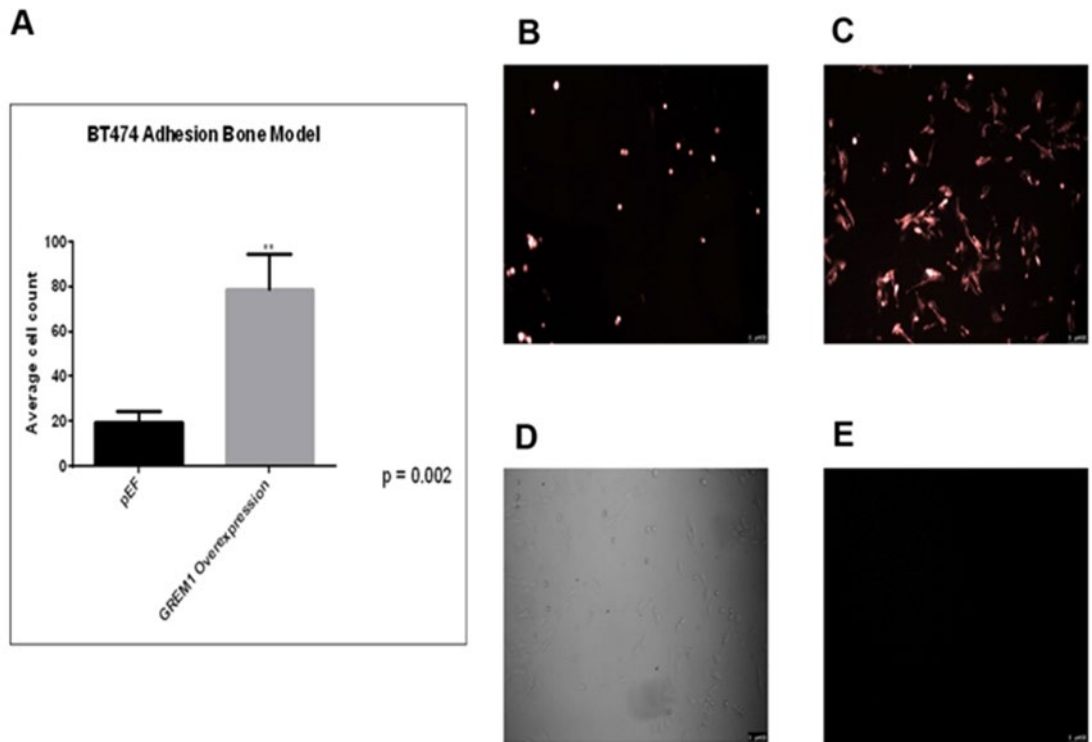 A
BT474 Adhesion Bone Model
Average cell count
100
80
60
40
20
0
**
pEF
GREM1 Overexpression
p = 0.002
B
C
D
E